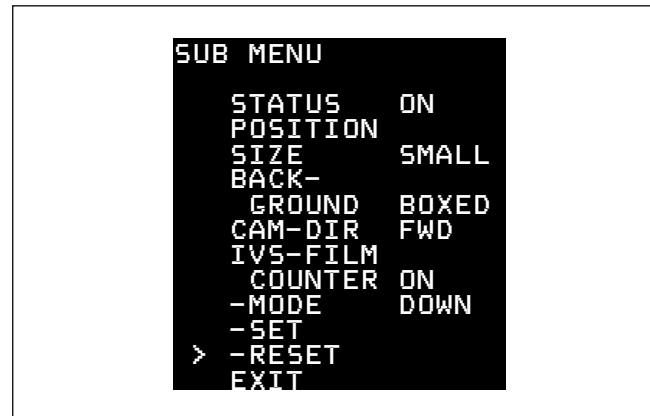 SUB MENU
STATUS ON
POSITION
SIZE SMALL
BACK-
GROUND BOXED
CAM-DIR FWD
IVS-FILM
COUNTER ON
-MODE DOWN
-SET
> -RESET
EXIT